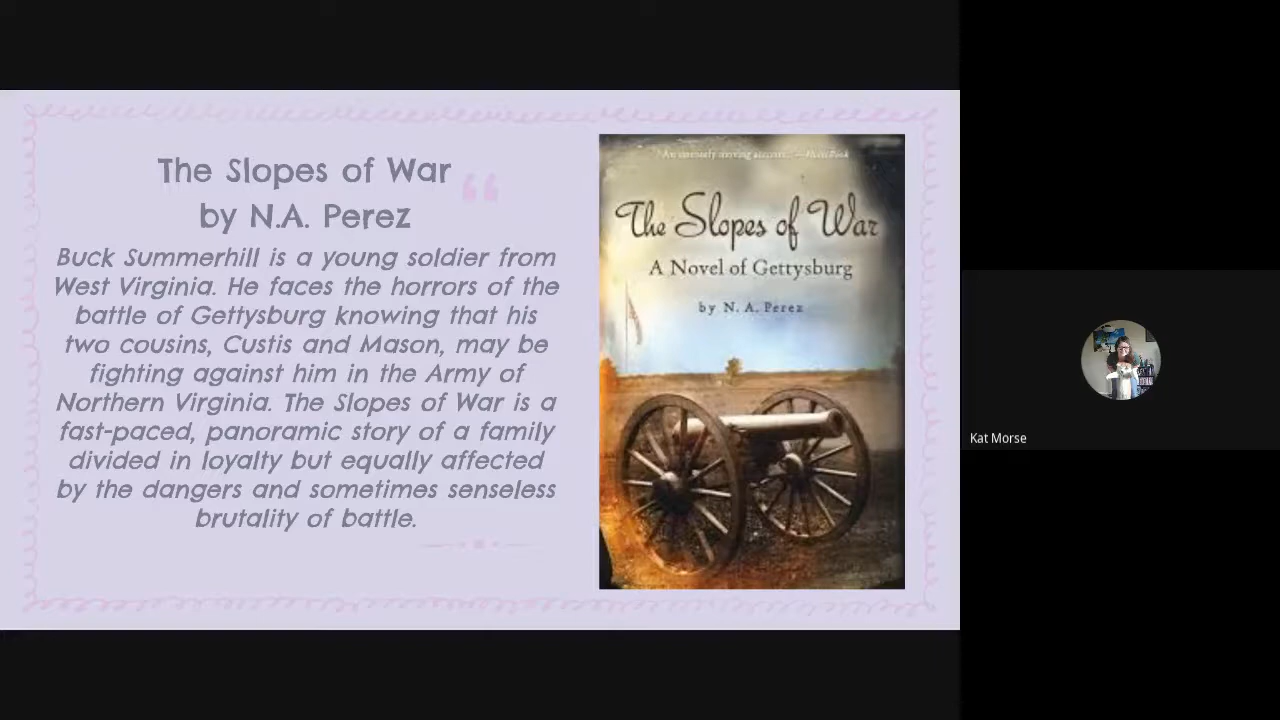 The Slopes of War
by N.A. Perez
Buck Summerhill is a young soldier from
West Virginia. He faces the horrors of the
battle of Gettysburg knowing that his
two cousins, Custis and Mason, may be
fighting against him in the Army of
Northern Virginia. The Slopes of War is a
fast-paced, panoramic story of a family
divided in loyalty but equally affected
by the dangers and sometimes senseless
brutality of battle.
The Slopes of War
A Novel of Gettysburg
by N. A. Perez
Kat Morse